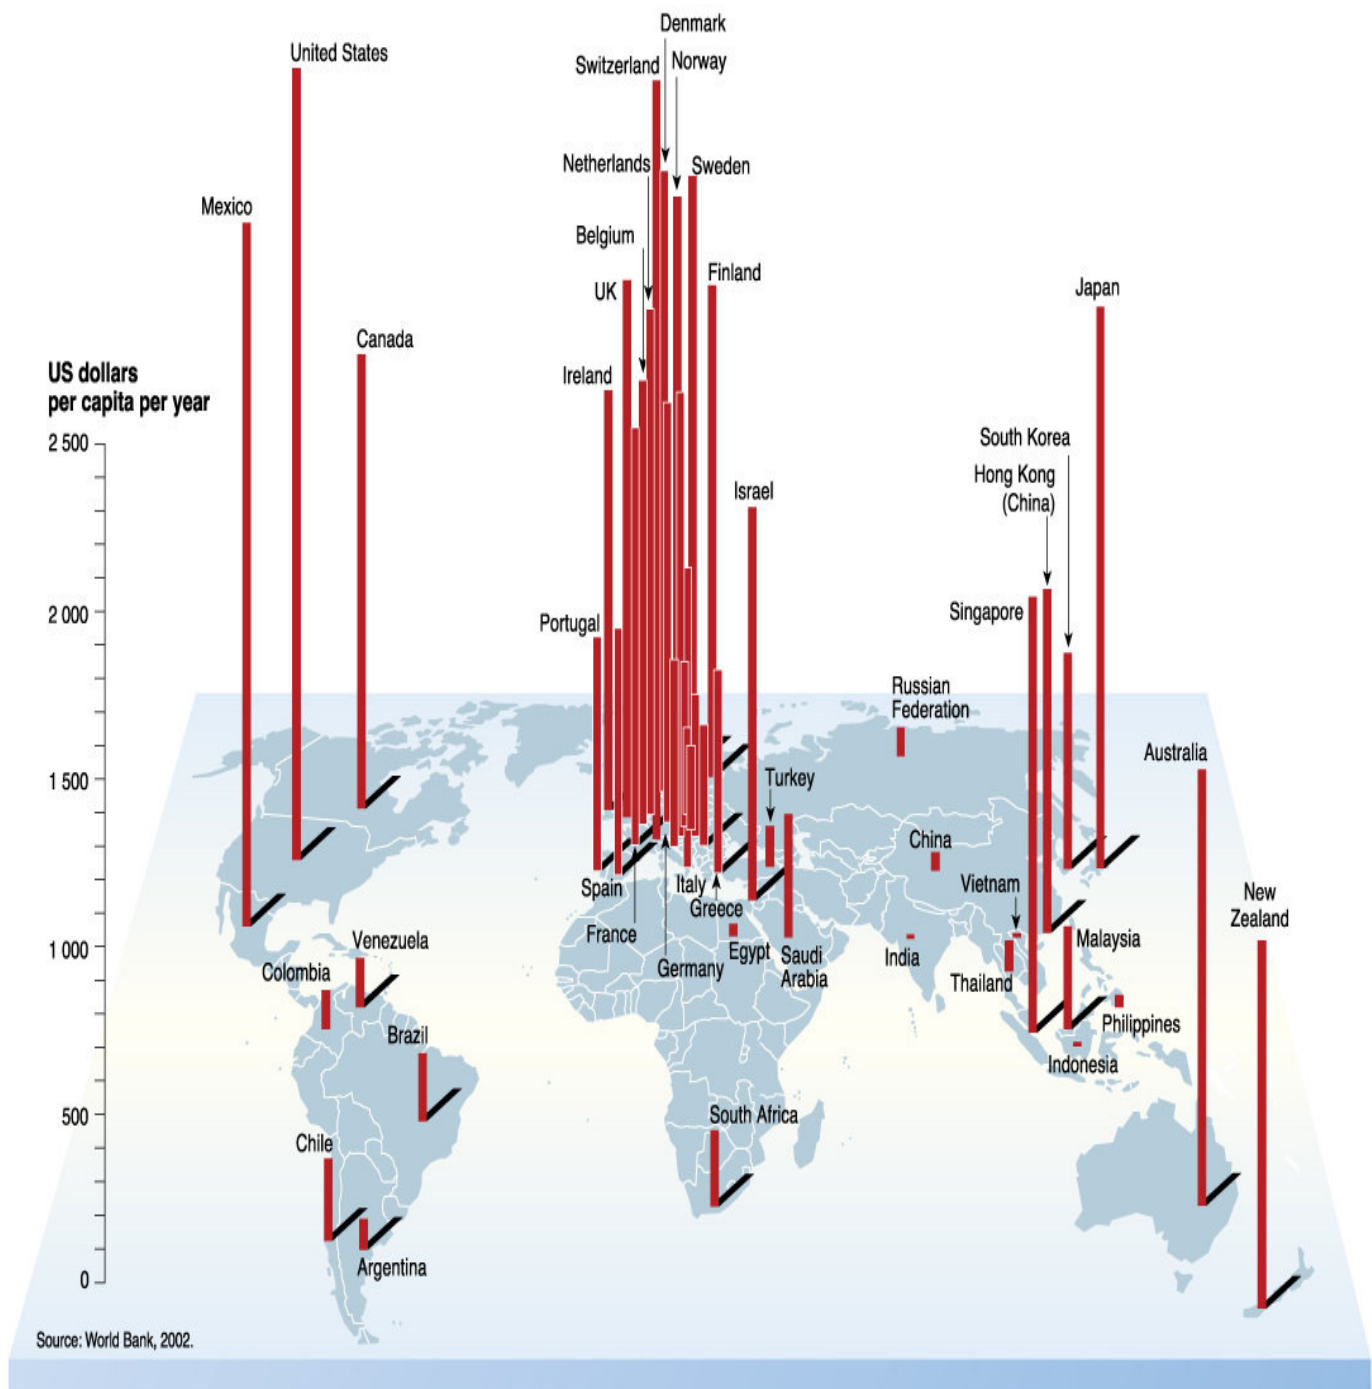 Denmark
United States
Norway
Switzerland
Netherlands
Sweden
Mexico
Belgium
Finland
UK
Japan
Canada
US dollars
per capita per year
Ireland
2 500
South Korea
Hong Kong
(China)
Israel
2 000
Singapore
Portugal
Russian
Federation
Australia
1 500
Turkey
China
Vietnam
Spain
Italy
New
Zealand
Greece
France
1 000
Venezuela
Colombia
Egypt
Saudi
Arabia
India
Malaysia
Germany
Thailand
Philippines
Brazil
Indonesia
500
South Africa
Chile
Argentina
0
Source: World Bank, 2002.